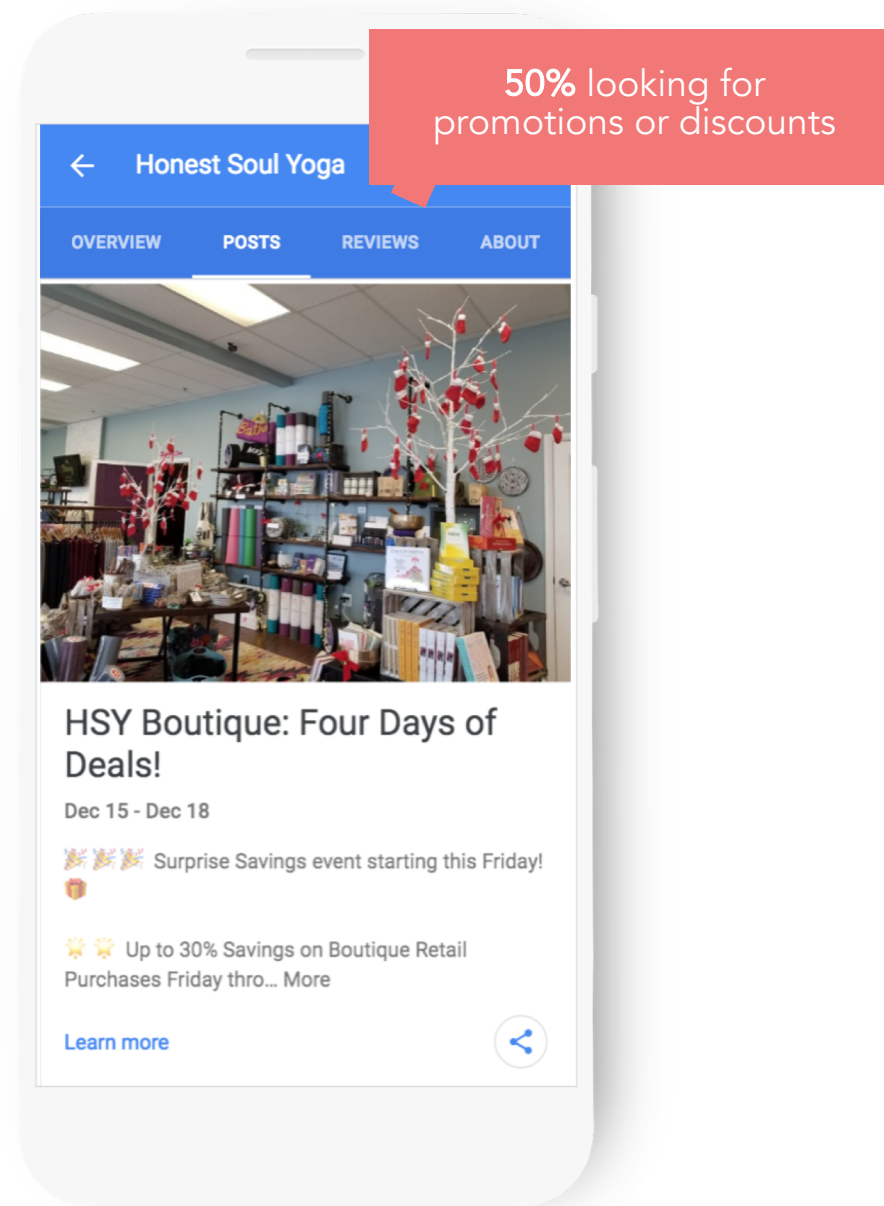 50% looking for
promotions or discounts
Honest Soul Yoga
OVERVIEW POSTS REVIEWS ABOUT
HSY Boutique: Four Days of
Deals!
Dec 15 - Dec 18
🎉🎉🎉 Surprise Savings event starting this Friday!
🎁
🌟🌟 Up to 30% Savings on Boutique Retail
Purchases Friday thro... More
Learn more